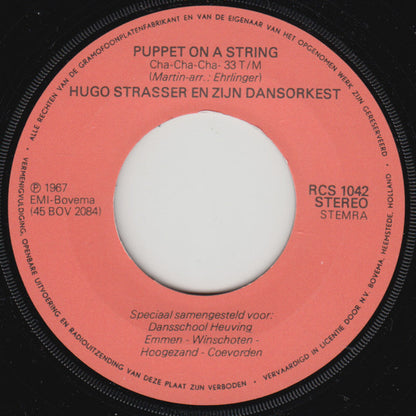 ALLE RECHTEN VAN DE GRAMOFOONPLATENFABRIKANT EN VAN DE EIGENAAR VAN HET OPGENOMEN WERK ZIJN GERESERVEERD.
PUPPET ON A STRING
Cha-Cha-Cha- 33 T/M
(Martin-arr.: Ehrlinger)
HUGO STRASSER EN ZIJN DANSORKEST
℗ 1967
EMI-Bovema
(45 BOV 2084)
RCS 1042
STEREO
STEMRA
Speciaal samengesteld voor:
Dansschool Heuving
Emmen - Winschoten -
Hoogezand - Coevorden
VERMENIGVULDIGING, OPENBARE UITVOERING EN RADIOUITZENDING VAN DEZE PLAAT ZIJN VERBODEN •
VERVAARDIGD IN LICENTIE DOOR N.V. BOVEMA, HEEMSTEDE, HOLLAND